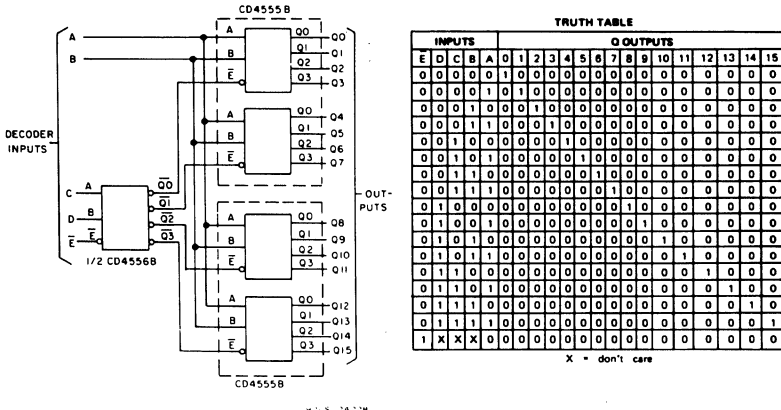 CD4555B
A
B
DECODER
INPUTS
C
D
E̅
A
B
E̅
Q̅0̅
Q̅1̅
Q̅2̅
Q̅3̅
1/2 CD4556B
A
B
E̅
Q0
Q1
Q2
Q3
Q0
Q1
Q2
Q3
A
B
E̅
Q0
Q1
Q2
Q3
Q4
Q5
Q6
Q7
A
B
E̅
Q0
Q1
Q2
Q3
Q8
Q9
Q10
Q11
A
B
E̅
Q0
Q1
Q2
Q3
Q12
Q13
Q14
Q15
OUT-
PUTS
CD4555B
TRUTH TABLE
INPUTS Q OUTPUTS
E̅ D C B A 0 1 2 3 4 5 6 7 8 9 10 11 12 13 14 15
0 0 0 0 0 1 0 0 0 0 0 0 0 0 0 0 0 0 0 0 0
0 0 0 0 1 0 1 0 0 0 0 0 0 0 0 0 0 0 0 0 0
0 0 0 1 0 0 0 1 0 0 0 0 0 0 0 0 0 0 0 0 0
0 0 0 1 1 0 0 0 1 0 0 0 0 0 0 0 0 0 0 0 0
0 0 1 0 0 0 0 0 0 1 0 0 0 0 0 0 0 0 0 0 0
0 0 1 0 1 0 0 0 0 0 1 0 0 0 0 0 0 0 0 0 0
0 0 1 1 0 0 0 0 0 0 0 1 0 0 0 0 0 0 0 0 0
0 0 1 1 1 0 0 0 0 0 0 0 1 0 0 0 0 0 0 0 0
0 1 0 0 0 0 0 0 0 0 0 0 0 1 0 0 0 0 0 0 0
0 1 0 0 1 0 0 0 0 0 0 0 0 0 1 0 0 0 0 0 0
0 1 0 1 0 0 0 0 0 0 0 0 0 0 0 1 0 0 0 0 0
0 1 0 1 1 0 0 0 0 0 0 0 0 0 0 0 1 0 0 0 0
0 1 1 0 0 0 0 0 0 0 0 0 0 0 0 0 0 1 0 0 0
0 1 1 0 1 0 0 0 0 0 0 0 0 0 0 0 0 0 1 0 0
0 1 1 1 0 0 0 0 0 0 0 0 0 0 0 0 0 0 0 1 0
0 1 1 1 1 0 0 0 0 0 0 0 0 0 0 0 0 0 0 0 1
1 X X X X 0 0 0 0 0 0 0 0 0 0 0 0 0 0 0 0
X = don't care